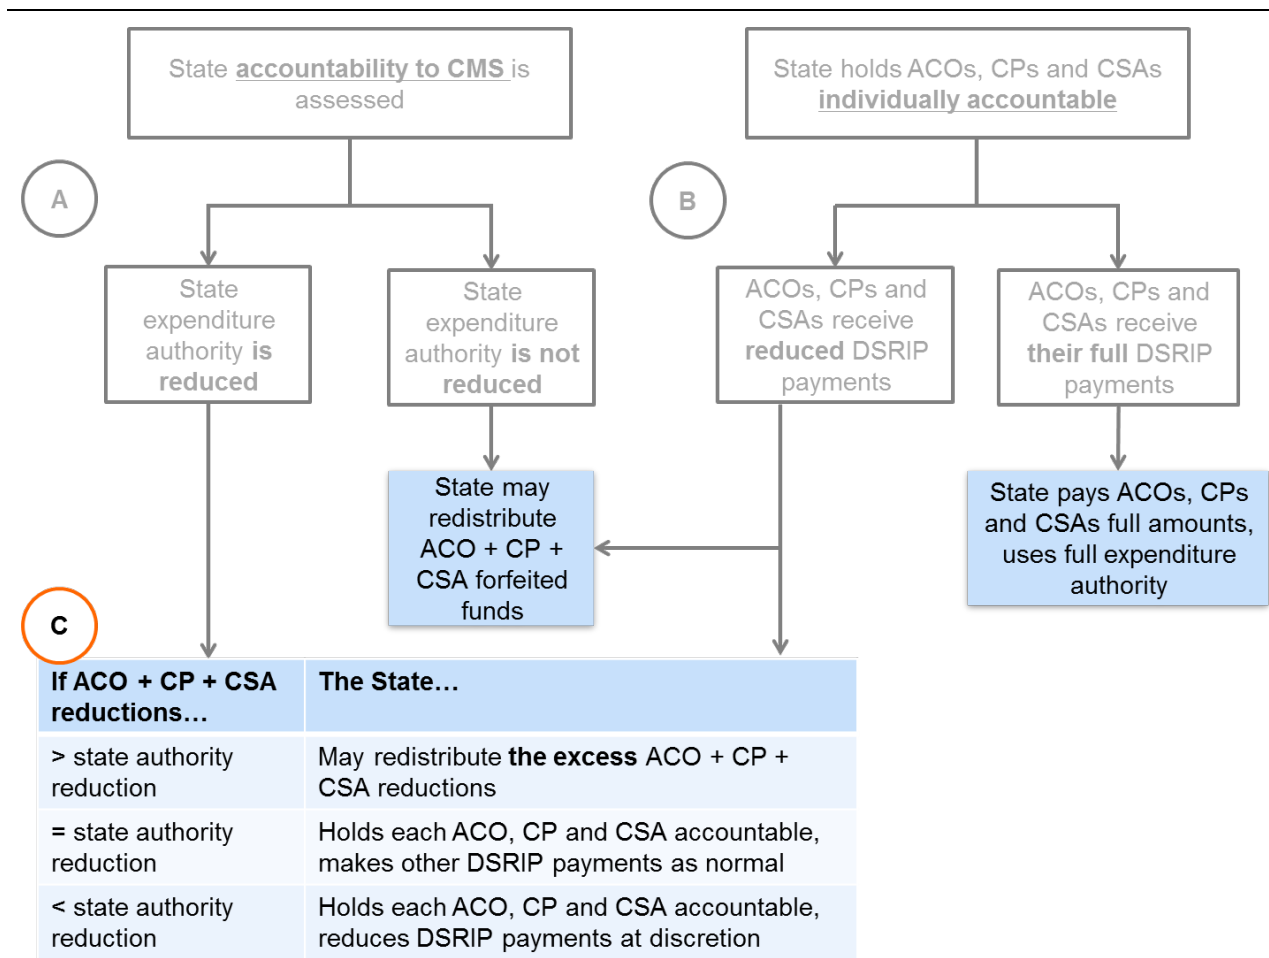 State accountability to CMS is
assessed
State holds ACOs, CPs and CSAs
individually accountable
A
B
State
expenditure
authority is
reduced
State
expenditure
authority is not
reduced
ACOs, CPs and
CSAs receive
reduced DSRIP
payments
ACOs, CPs and
CSAs receive
their full DSRIP
payments
State may
redistribute
ACO + CP +
CSA forfeited
funds
State pays ACOs, CPs
and CSAs full amounts,
uses full expenditure
authority
C
If ACO + CP + CSA
reductions…
The State…
> state authority
reduction
May redistribute the excess ACO + CP +
CSA reductions
= state authority
reduction
Holds each ACO, CP and CSA accountable,
makes other DSRIP payments as normal
< state authority
reduction
Holds each ACO, CP and CSA accountable,
reduces DSRIP payments at discretion